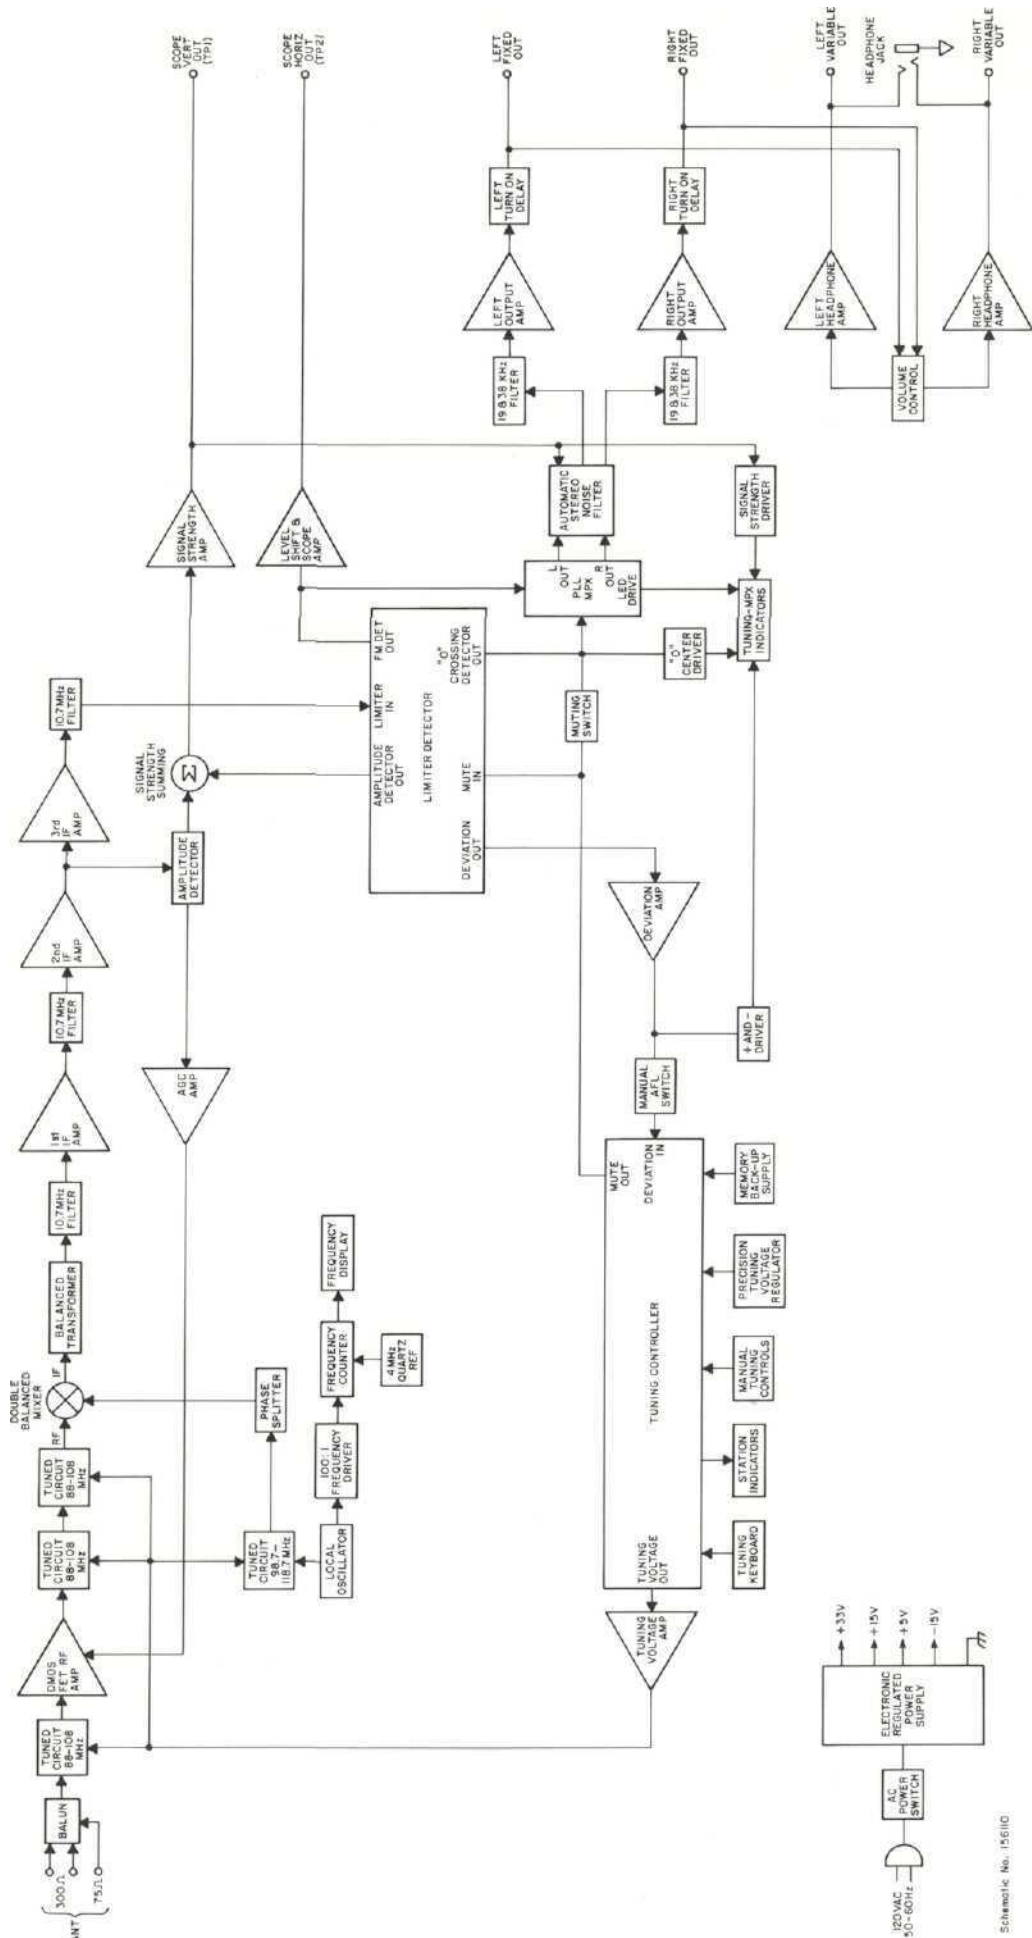 ANT
300Ω
75Ω
BALUN
TUNED
CIRCUIT
88-108
MHz
DMOS
FET RF
AMP
TUNED
CIRCUIT
88-108
MHz
TUNED
CIRCUIT
88-108
MHz
DOUBLE
BALANCED
MIXER
RF
IF
BALANCED
TRANSFORMER
10.7MHz
FILTER
1st
IF
AMP
10.7MHz
FILTER
2nd
IF
AMP
3rd
IF
AMP
10.7MHz
FILTER
AMPLITUDE
DETECTOR
SIGNAL
STRENGTH
SUMMING
Σ
SIGNAL
STRENGTH
AMP
SCOPE
VERT
OUT
(TP1)
AGC
AMP
TUNED
CIRCUIT
98.7-
118.7 MHz
PHASE
SPLITTER
LOCAL
OSCILLATOR
100:1
FREQUENCY
DRIVER
FREQUENCY
COUNTER
FREQUENCY
DISPLAY
4MHz
QUARTZ
REF
LEVEL
SHIFT &
SCOPE
AMP
SCOPE
HORIZ
OUT
(TP2)
AMPLITUDE
DETECTOR
OUT
LIMITER
IN
FM DET
OUT
LIMITER DETECTOR
DEVIATION
OUT
MUTE
IN
"0"
CROSSING
DETECTOR
OUT
L
OUT
PLL
MPX
R
OUT
LED DRIVE
AUTOMATIC
STEREO
NOISE
FILTER
19&38 KHz
FILTER
LEFT
OUTPUT
AMP
LEFT
TURN ON
DELAY
LEFT
FIXED
OUT
19&38 KHz
FILTER
RIGHT
OUTPUT
AMP
RIGHT
TURN ON
DELAY
RIGHT
FIXED
OUT
MUTING
SWITCH
"0"
CENTER
DRIVER
SIGNAL
STRENGTH
DRIVER
TUNING-MPX
INDICATORS
DEVIATION
AMP
+AND-
DRIVER
MANUAL
AFL
SWITCH
MUTE
OUT
DEVIATION
IN
TUNING CONTROLLER
TUNING
VOLTAGE
OUT
TUNING
VOLTAGE
AMP
TUNING
KEYBOARD
STATION
INDICATORS
MANUAL
TUNING
CONTROLS
PRECISION
TUNING
VOLTAGE
REGULATOR
MEMORY
BACK-UP
SUPPLY
VOLUME
CONTROL
LEFT
HEADPHONE
AMP
RIGHT
HEADPHONE
AMP
LEFT
VARIABLE
OUT
HEADPHONE
JACK
RIGHT
VARIABLE
OUT
120VAC
50-60Hz
AC
POWER
SWITCH
ELECTRONIC
REGULATED
POWER
SUPPLY
+33V
+15V
+5V
-15V
Schematic No. 156110